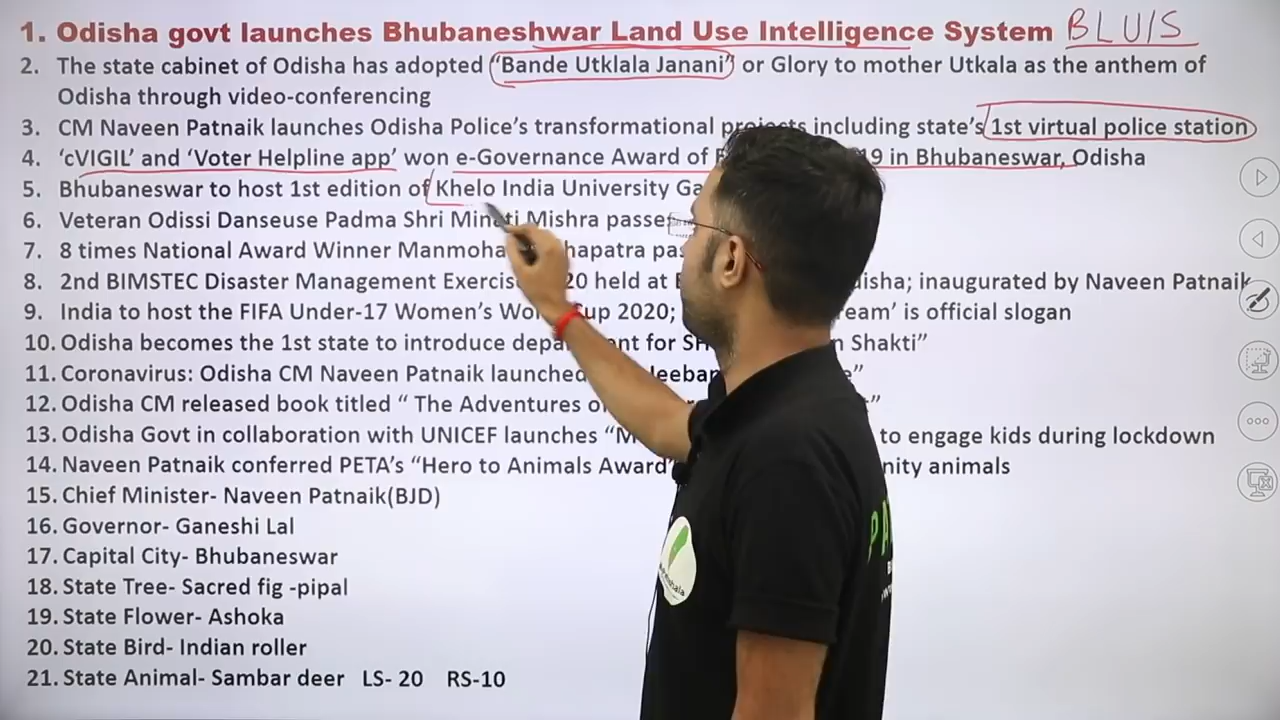 1. Odisha govt launches Bhubaneshwar Land Use Intelligence System BLUIS
2. The state cabinet of Odisha has adopted “Bande Utklala Janani” or Glory to mother Utkala as the anthem of
Odisha through video-conferencing
3. CM Naveen Patnaik launches Odisha Police’s transformational projects including state’s 1st virtual police station
4. ‘cVIGIL’ and ‘Voter Helpline app’ won e-Governance Award of 19 in Bhubaneswar, Odisha
5. Bhubaneswar to host 1st edition of Khelo India University
6. Veteran Odissi Danseuse Padma Shri Minati Mishra
7. 8 times National Award Winner
8. 2nd BIMSTEC Disaster Management 20 held at inaugurated by Naveen Patnaik
9. India to host the FIFA Under-17 Women’s Cup 2020; is official slogan
10. Odisha becomes the 1st state to introduce for Shakti”
11. Coronavirus: Odisha CM Naveen Patnaik launched
12. Odisha CM released book titled “ The Adventures
13. Odisha Govt in collaboration with UNICEF launches to engage kids during lockdown
14. Naveen Patnaik conferred PETA’s “Hero to Animals Award” animals
15. Chief Minister- Naveen Patnaik(BJD)
16. Governor- Ganeshi Lal
17. Capital City- Bhubaneswar
18. State Tree- Sacred fig -pipal
19. State Flower- Ashoka
20. State Bird- Indian roller
21. State Animal- Sambar deer LS- 20 RS-10